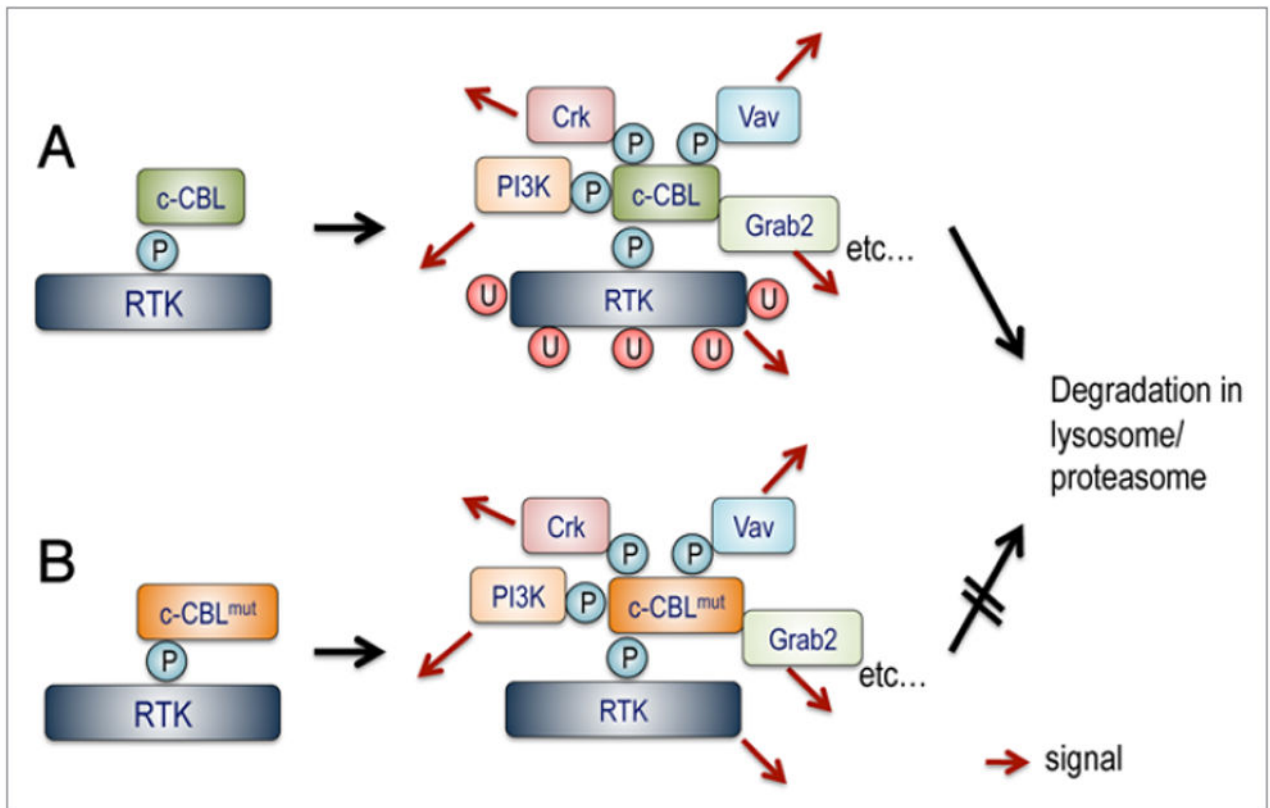 A
c-CBL
P
RTK
Crk
Vav
P
P
PI3K
P
c-CBL
Grab2
etc...
P
U
RTK
U
U
U
U
Degradation in
lysosome/
proteasome
B
c-CBLmut
P
RTK
Crk
Vav
P
P
PI3K
P
c-CBLmut
Grab2
etc...
P
RTK
signal